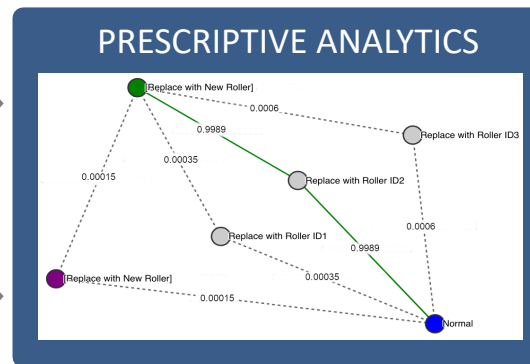 PRESCRIPTIVE ANALYTICS
[Replace with New Roller]
0.0006
0.9989
Replace with Roller ID3
0.00035
0.00015
Replace with Roller ID2
0.0006
Replace with Roller ID1
0.9989
0.00035
[Replace with New Roller]
0.00015
Normal